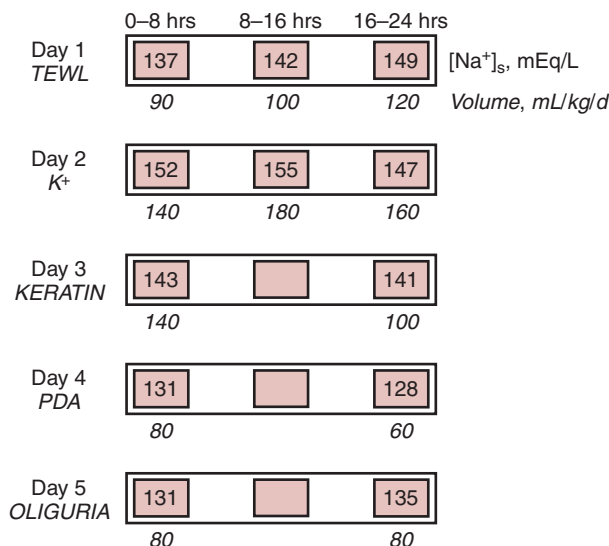 0–8 hrs 8–16 hrs 16–24 hrs
Day 1
TEWL
137 142 149 [Na⁺]ₛ, mEq/L
90 100 120 Volume, mL/kg/d
Day 2
K⁺
152 155 147
140 180 160
Day 3
KERATIN
143 141
140 100
Day 4
PDA
131 128
80 60
Day 5
OLIGURIA
131 135
80 80